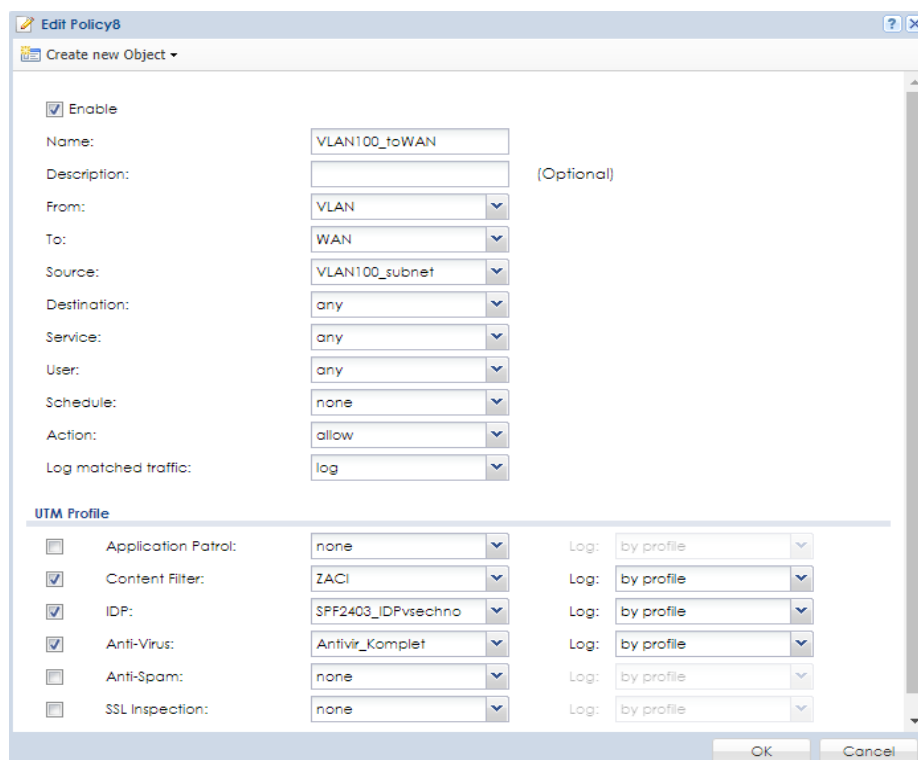 Edit Policy8
Create new Object
Enable
Name: VLAN100_toWAN
Description: (Optional)
From: VLAN
To: WAN
Source: VLAN100_subnet
Destination: any
Service: any
User: any
Schedule: none
Action: allow
Log matched traffic: log
UTM Profile
Application Patrol: none Log: by profile
Content Filter: ZACI Log: by profile
IDP: SPF2403_IDPvsechno Log: by profile
Anti-Virus: Antivir_Komplet Log: by profile
Anti-Spam: none Log: by profile
SSL Inspection: none Log: by profile
OK Cancel